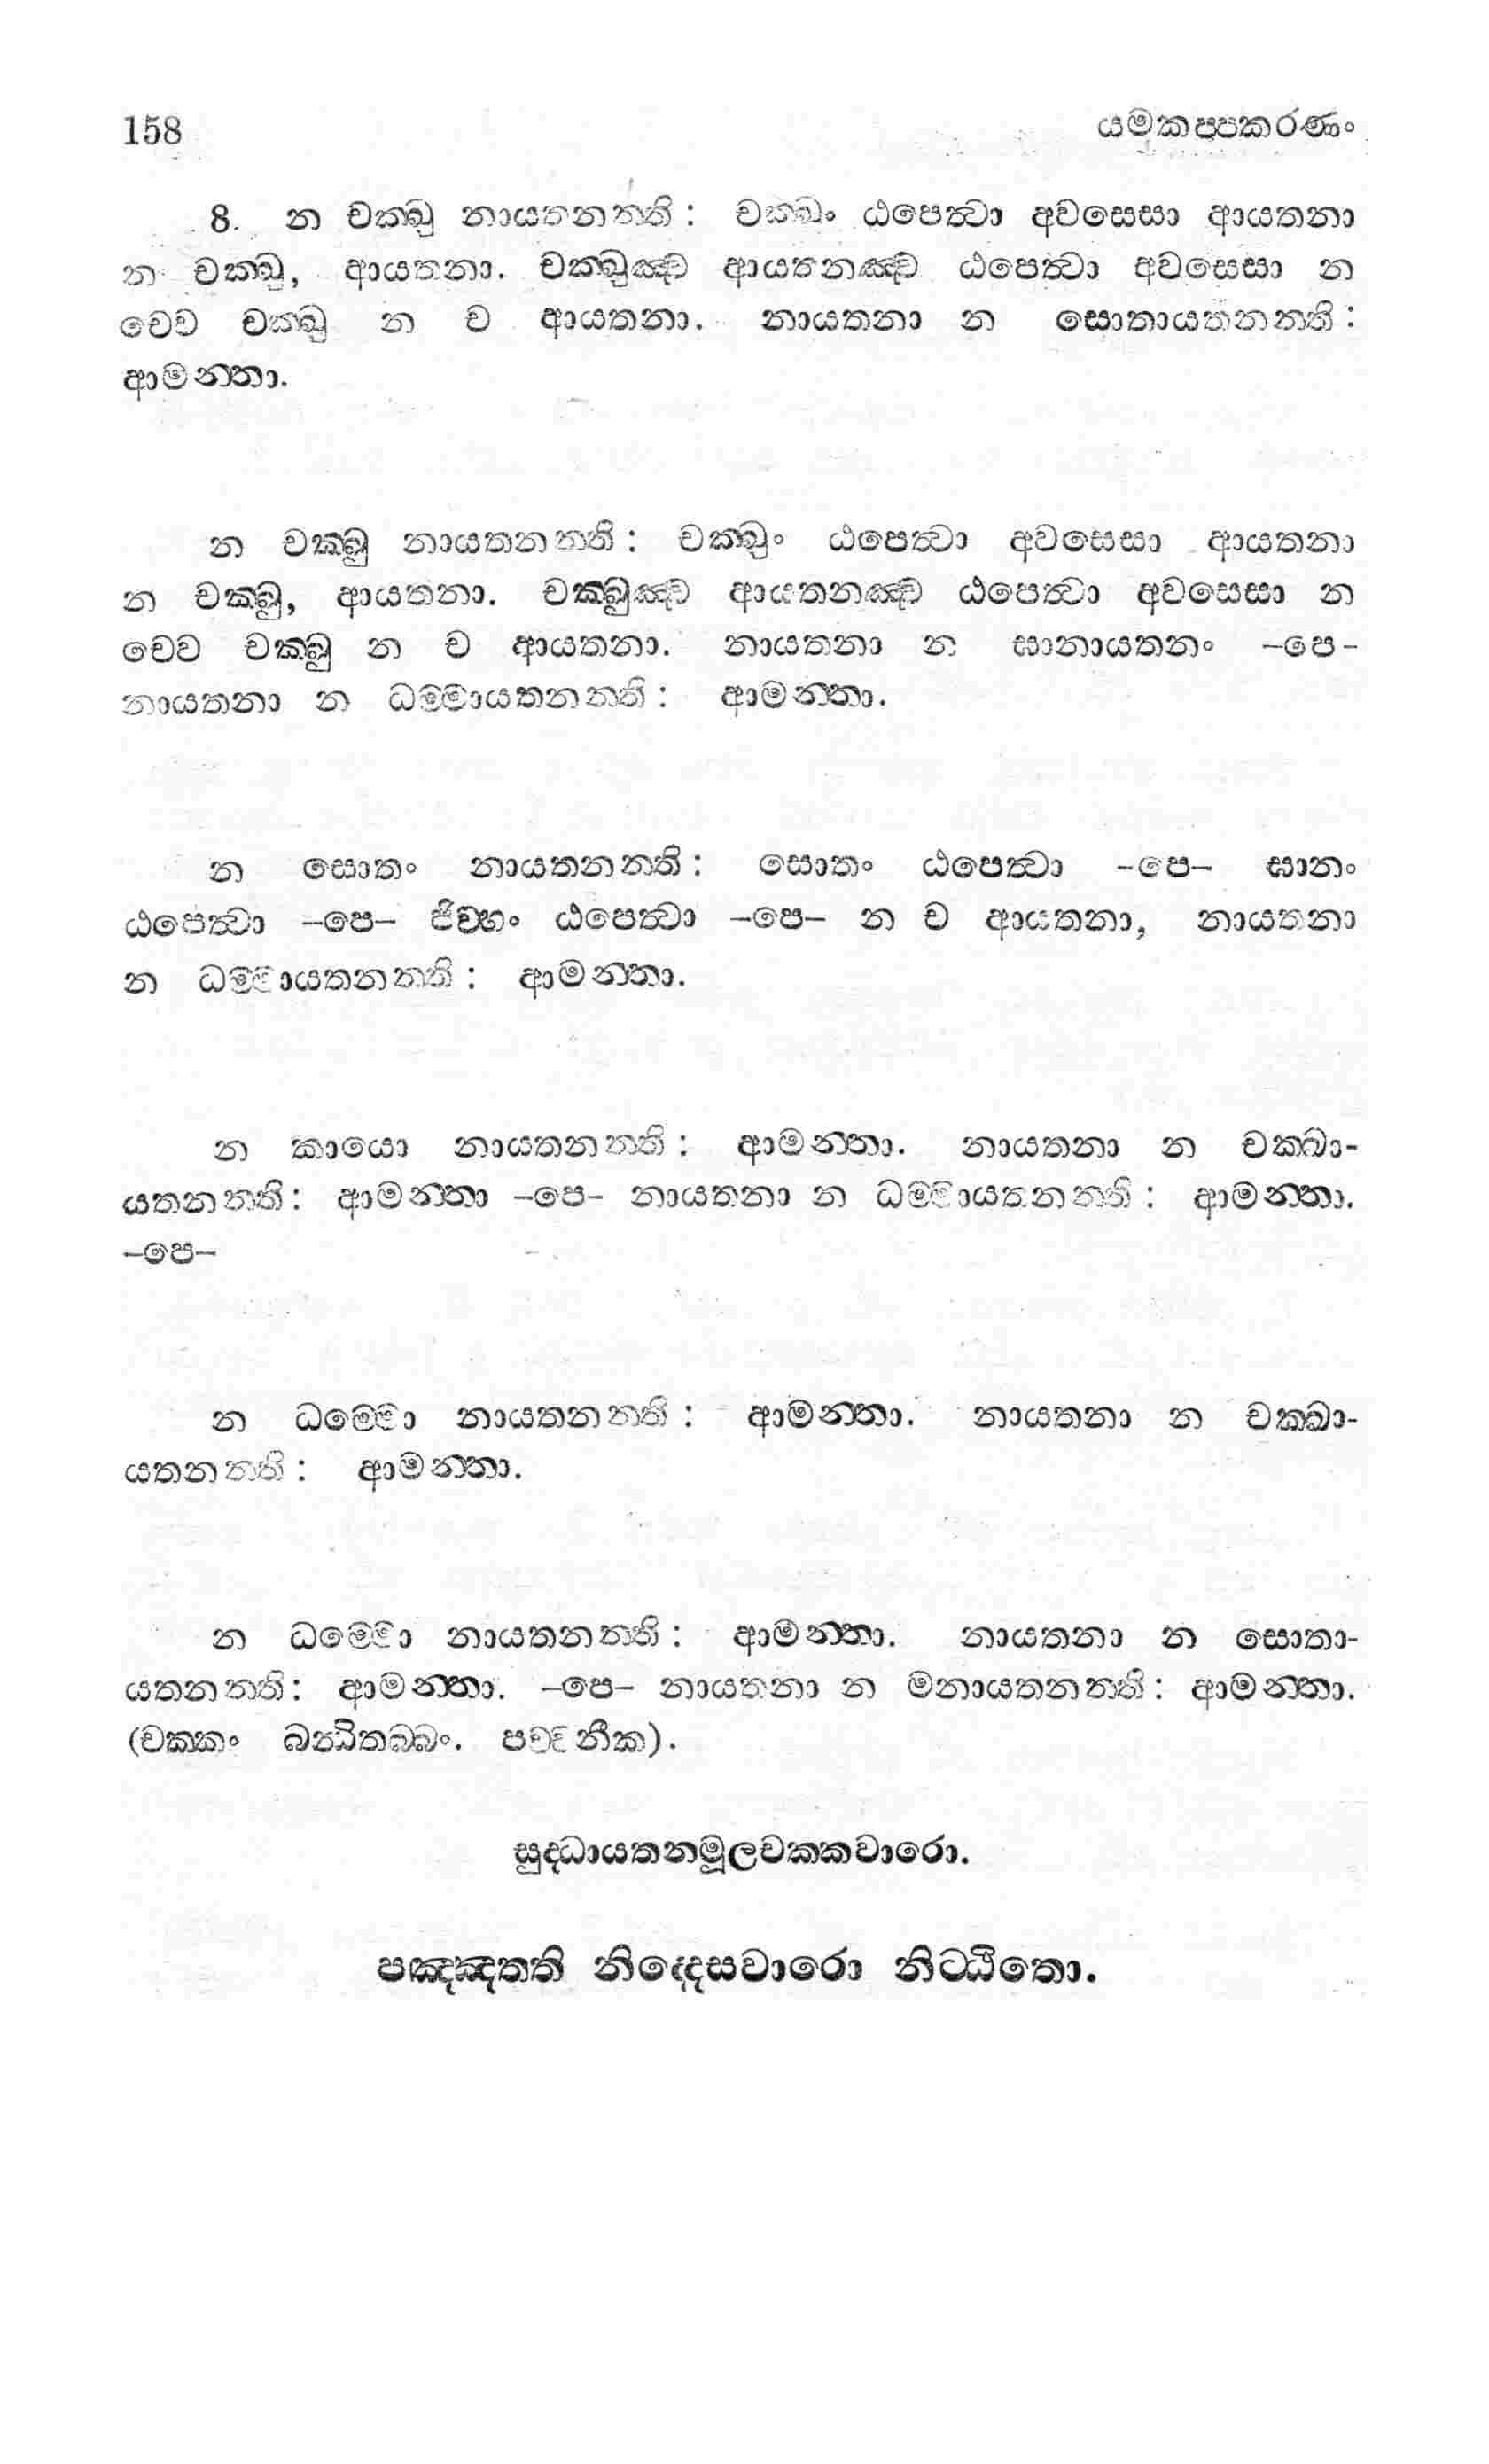 158
යමකප‍්පකරණං
8. න චක‍්ඛු නායතනන‍්ති: චක‍්ඛුං ඨපෙත්‍වා අවසෙසා ආයතනා
න චක‍්ඛු, ආයතනා. චක‍්ඛුඤ‍්ච ආයතනඤ‍්ච ඨපෙත්‍වා අවසෙසා න
චෙව චක‍්ඛු න ච ආයතනා. නායතනා න සොතායතනන‍්ති:
ආමන‍්තා.
න චක‍්ඛු නායතනන‍්ති: චක‍්ඛුං ඨපෙත්‍වා අවසෙසා ආයතනා
න චක‍්ඛු, ආයතනා. චක‍්ඛුඤ‍්ච ආයතනඤ‍්ච ඨපෙත්‍වා අවසෙසා න
චෙව චක‍්ඛු න ච ආයතනා. නායතනා න ඝානායතනං –පෙ–
නායතනා න ධම‍්මායතනන‍්ති: ආමන‍්තා.
න සොතං නායතනන‍්ති: සොතං ඨපෙත්‍වා –පෙ– ඝානං
ඨපෙත්‍වා –පෙ– ජිව‍්හං ඨපෙත්‍වා –පෙ– න ච ආයතනා, නායතනා
න ධම‍්මායතනන‍්ති: ආමන‍්තා.
න කායො නායතනන‍්ති: ආමන‍්තා. නායතනා න චක‍්ඛා-
යතනන‍්ති: ආමන‍්තා –පෙ– නායතනා න ධම‍්මායතනන‍්ති: ආමන‍්තා.
–පෙ–
න ධම‍්මො නායතනන‍්ති: ආමන‍්තා. නායතනා න චක‍්ඛා-
යතනන‍්ති: ආමන‍්තා.
න ධම‍්මො නායතනන‍්ති: ආමන‍්තා. නායතනා න සොතා-
යතනන‍්ති: ආමන‍්තා. –පෙ– නායතනා න මනායතනන‍්ති: ආමන‍්තා.
(චක‍්කං බන්‍ධිතබ‍්බං. පච‍්චනීක).
සුද‍්ධායතනමූලචක‍්කවාරො.
පඤ‍්ඤත‍්ති නිද‍්දෙසවාරො නිට‍්ඨිතො.